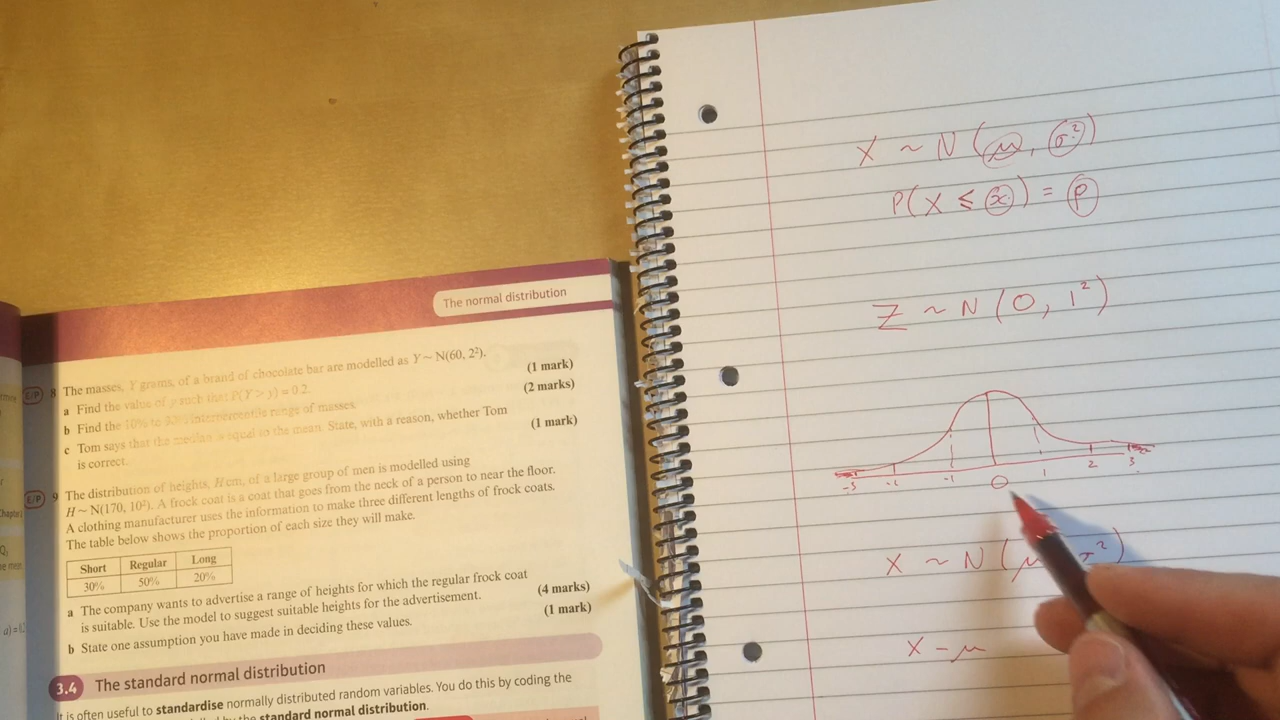 The normal distribution
E/P 8 The masses, Y grams, of a brand of chocolate bar are modelled as Y ~ N(60, 2²).
a Find the value of y such that P(Y > y) = 0.2. (1 mark)
b Find the 10% to 90% interpercentile range of masses. (2 marks)
c Tom says that the median is equal to the mean. State, with a reason, whether Tom
is correct. (1 mark)
E/P 9 The distribution of heights, H cm, of a large group of men is modelled using
H ~ N(170, 10²). A frock coat is a coat that goes from the neck of a person to near the floor.
A clothing manufacturer uses the information to make three different lengths of frock coats.
The table below shows the proportion of each size they will make.
Short Regular Long
30% 50% 20%
a The company wants to advertise a range of heights for which the regular frock coat
is suitable. Use the model to suggest suitable heights for the advertisement. (4 marks)
b State one assumption you have made in deciding these values. (1 mark)
3.4 The standard normal distribution
It is often useful to standardise normally distributed random variables. You do this by coding the
by the standard normal distribution.
X ~ N(μ, σ²)
P(X ≤ x) = p
Z ~ N(0, 1²)
-3 -2 -1 0 1 2 3
X ~ N(μ σ²)
X - μ